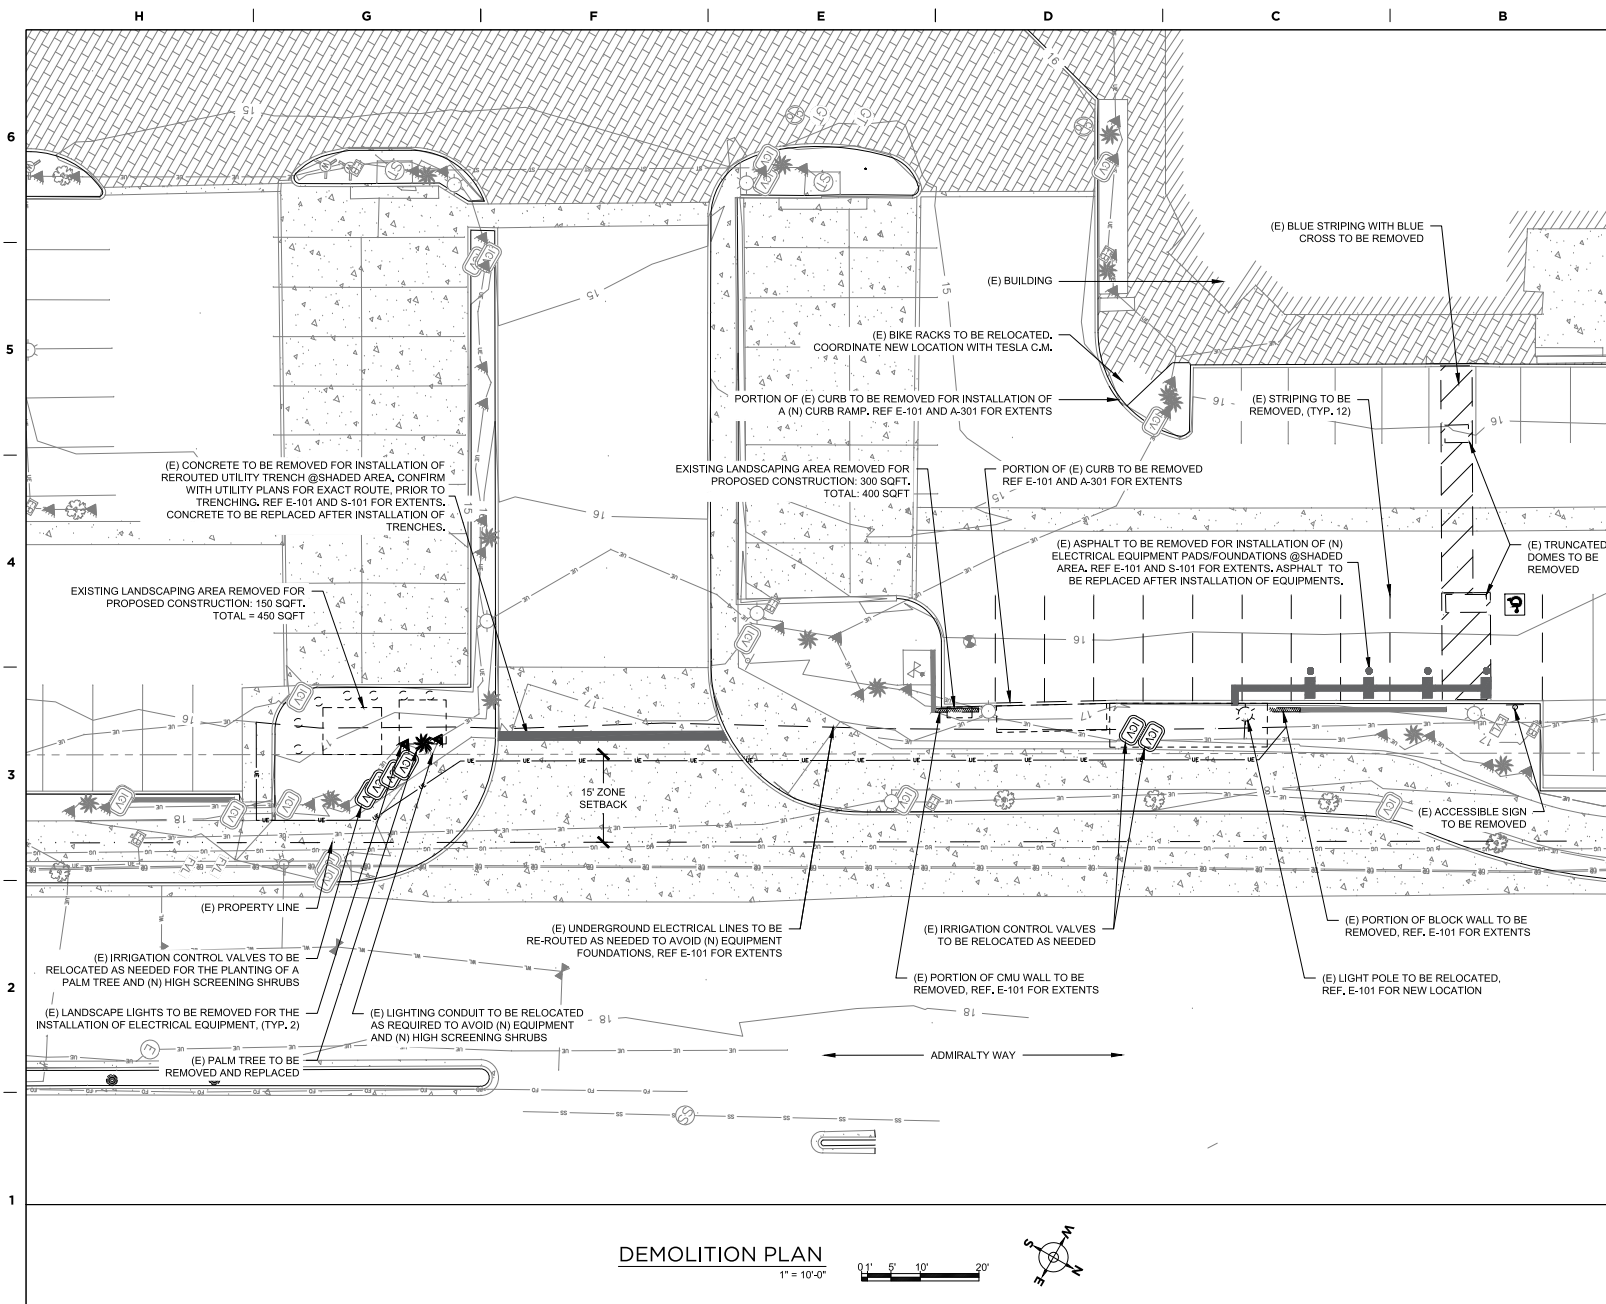 H G F E D C B
6
5
4
3
2
1
(E) BLUE STRIPING WITH BLUE
CROSS TO BE REMOVED
(E) BUILDING
(E) BIKE RACKS TO BE RELOCATED.
COORDINATE NEW LOCATION WITH TESLA C.M.
PORTION OF (E) CURB TO BE REMOVED FOR INSTALLATION OF
A (N) CURB RAMP. REF E-101 AND A-301 FOR EXTENTS
(E) STRIPING TO BE
REMOVED, (TYP. 12)
(E) CONCRETE TO BE REMOVED FOR INSTALLATION OF
REROUTED UTILITY TRENCH @SHADED AREA. CONFIRM
WITH UTILITY PLANS FOR EXACT ROUTE, PRIOR TO
TRENCHING. REF E-101 AND S-101 FOR EXTENTS.
CONCRETE TO BE REPLACED AFTER INSTALLATION OF
TRENCHES.
EXISTING LANDSCAPING AREA REMOVED FOR
PROPOSED CONSTRUCTION: 300 SQFT.
TOTAL: 400 SQFT
PORTION OF (E) CURB TO BE REMOVED
REF E-101 AND A-301 FOR EXTENTS
(E) ASPHALT TO BE REMOVED FOR INSTALLATION OF (N)
ELECTRICAL EQUIPMENT PADS/FOUNDATIONS @SHADED
AREA. REF E-101 AND S-101 FOR EXTENTS. ASPHALT TO
BE REPLACED AFTER INSTALLATION OF EQUIPMENTS.
(E) TRUNCATED
DOMES TO BE
REMOVED
EXISTING LANDSCAPING AREA REMOVED FOR
PROPOSED CONSTRUCTION: 150 SQFT.
TOTAL = 450 SQFT
15' ZONE
SETBACK
(E) ACCESSIBLE SIGN
TO BE REMOVED
(E) PROPERTY LINE
(E) UNDERGROUND ELECTRICAL LINES TO BE
RE-ROUTED AS NEEDED TO AVOID (N) EQUIPMENT
FOUNDATIONS, REF E-101 FOR EXTENTS
(E) IRRIGATION CONTROL VALVES
TO BE RELOCATED AS NEEDED
(E) PORTION OF BLOCK WALL TO BE
REMOVED, REF. E-101 FOR EXTENTS
(E) IRRIGATION CONTROL VALVES TO BE
RELOCATED AS NEEDED FOR THE PLANTING OF A
PALM TREE AND (N) HIGH SCREENING SHRUBS
(E) PORTION OF CMU WALL TO BE
REMOVED, REF. E-101 FOR EXTENTS
(E) LIGHT POLE TO BE RELOCATED,
REF. E-101 FOR NEW LOCATION
(E) LANDSCAPE LIGHTS TO BE REMOVED FOR THE
INSTALLATION OF ELECTRICAL EQUIPMENT, (TYP. 2)
(E) LIGHTING CONDUIT TO BE RELOCATED
AS REQUIRED TO AVOID (N) EQUIPMENT
AND (N) HIGH SCREENING SHRUBS
(E) PALM TREE TO BE
REMOVED AND REPLACED
ADMIRALTY WAY
DEMOLITION PLAN
1" = 10'-0"
0 1' 5' 10' 20'
S W E N